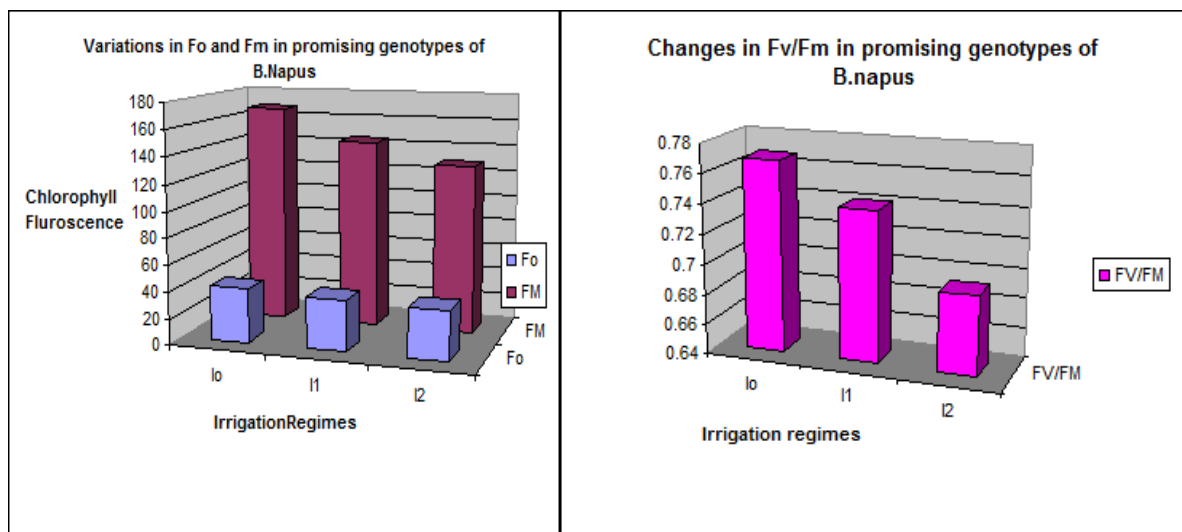 Variations in Fo and Fm in promising genotypes of
B.Napus
180
160
140
120
100
80
60
40
20
0
Chlorophyll
Fluroscence
Io
I1
I2
FM
Fo
IrrigationRegimes
Fo
FM
Changes in Fv/Fm in promising genotypes of
B.napus
0.78
0.76
0.74
0.72
0.7
0.68
0.66
0.64
Io
I1
I2
FV/FM
Irrigation regimes
FV/FM